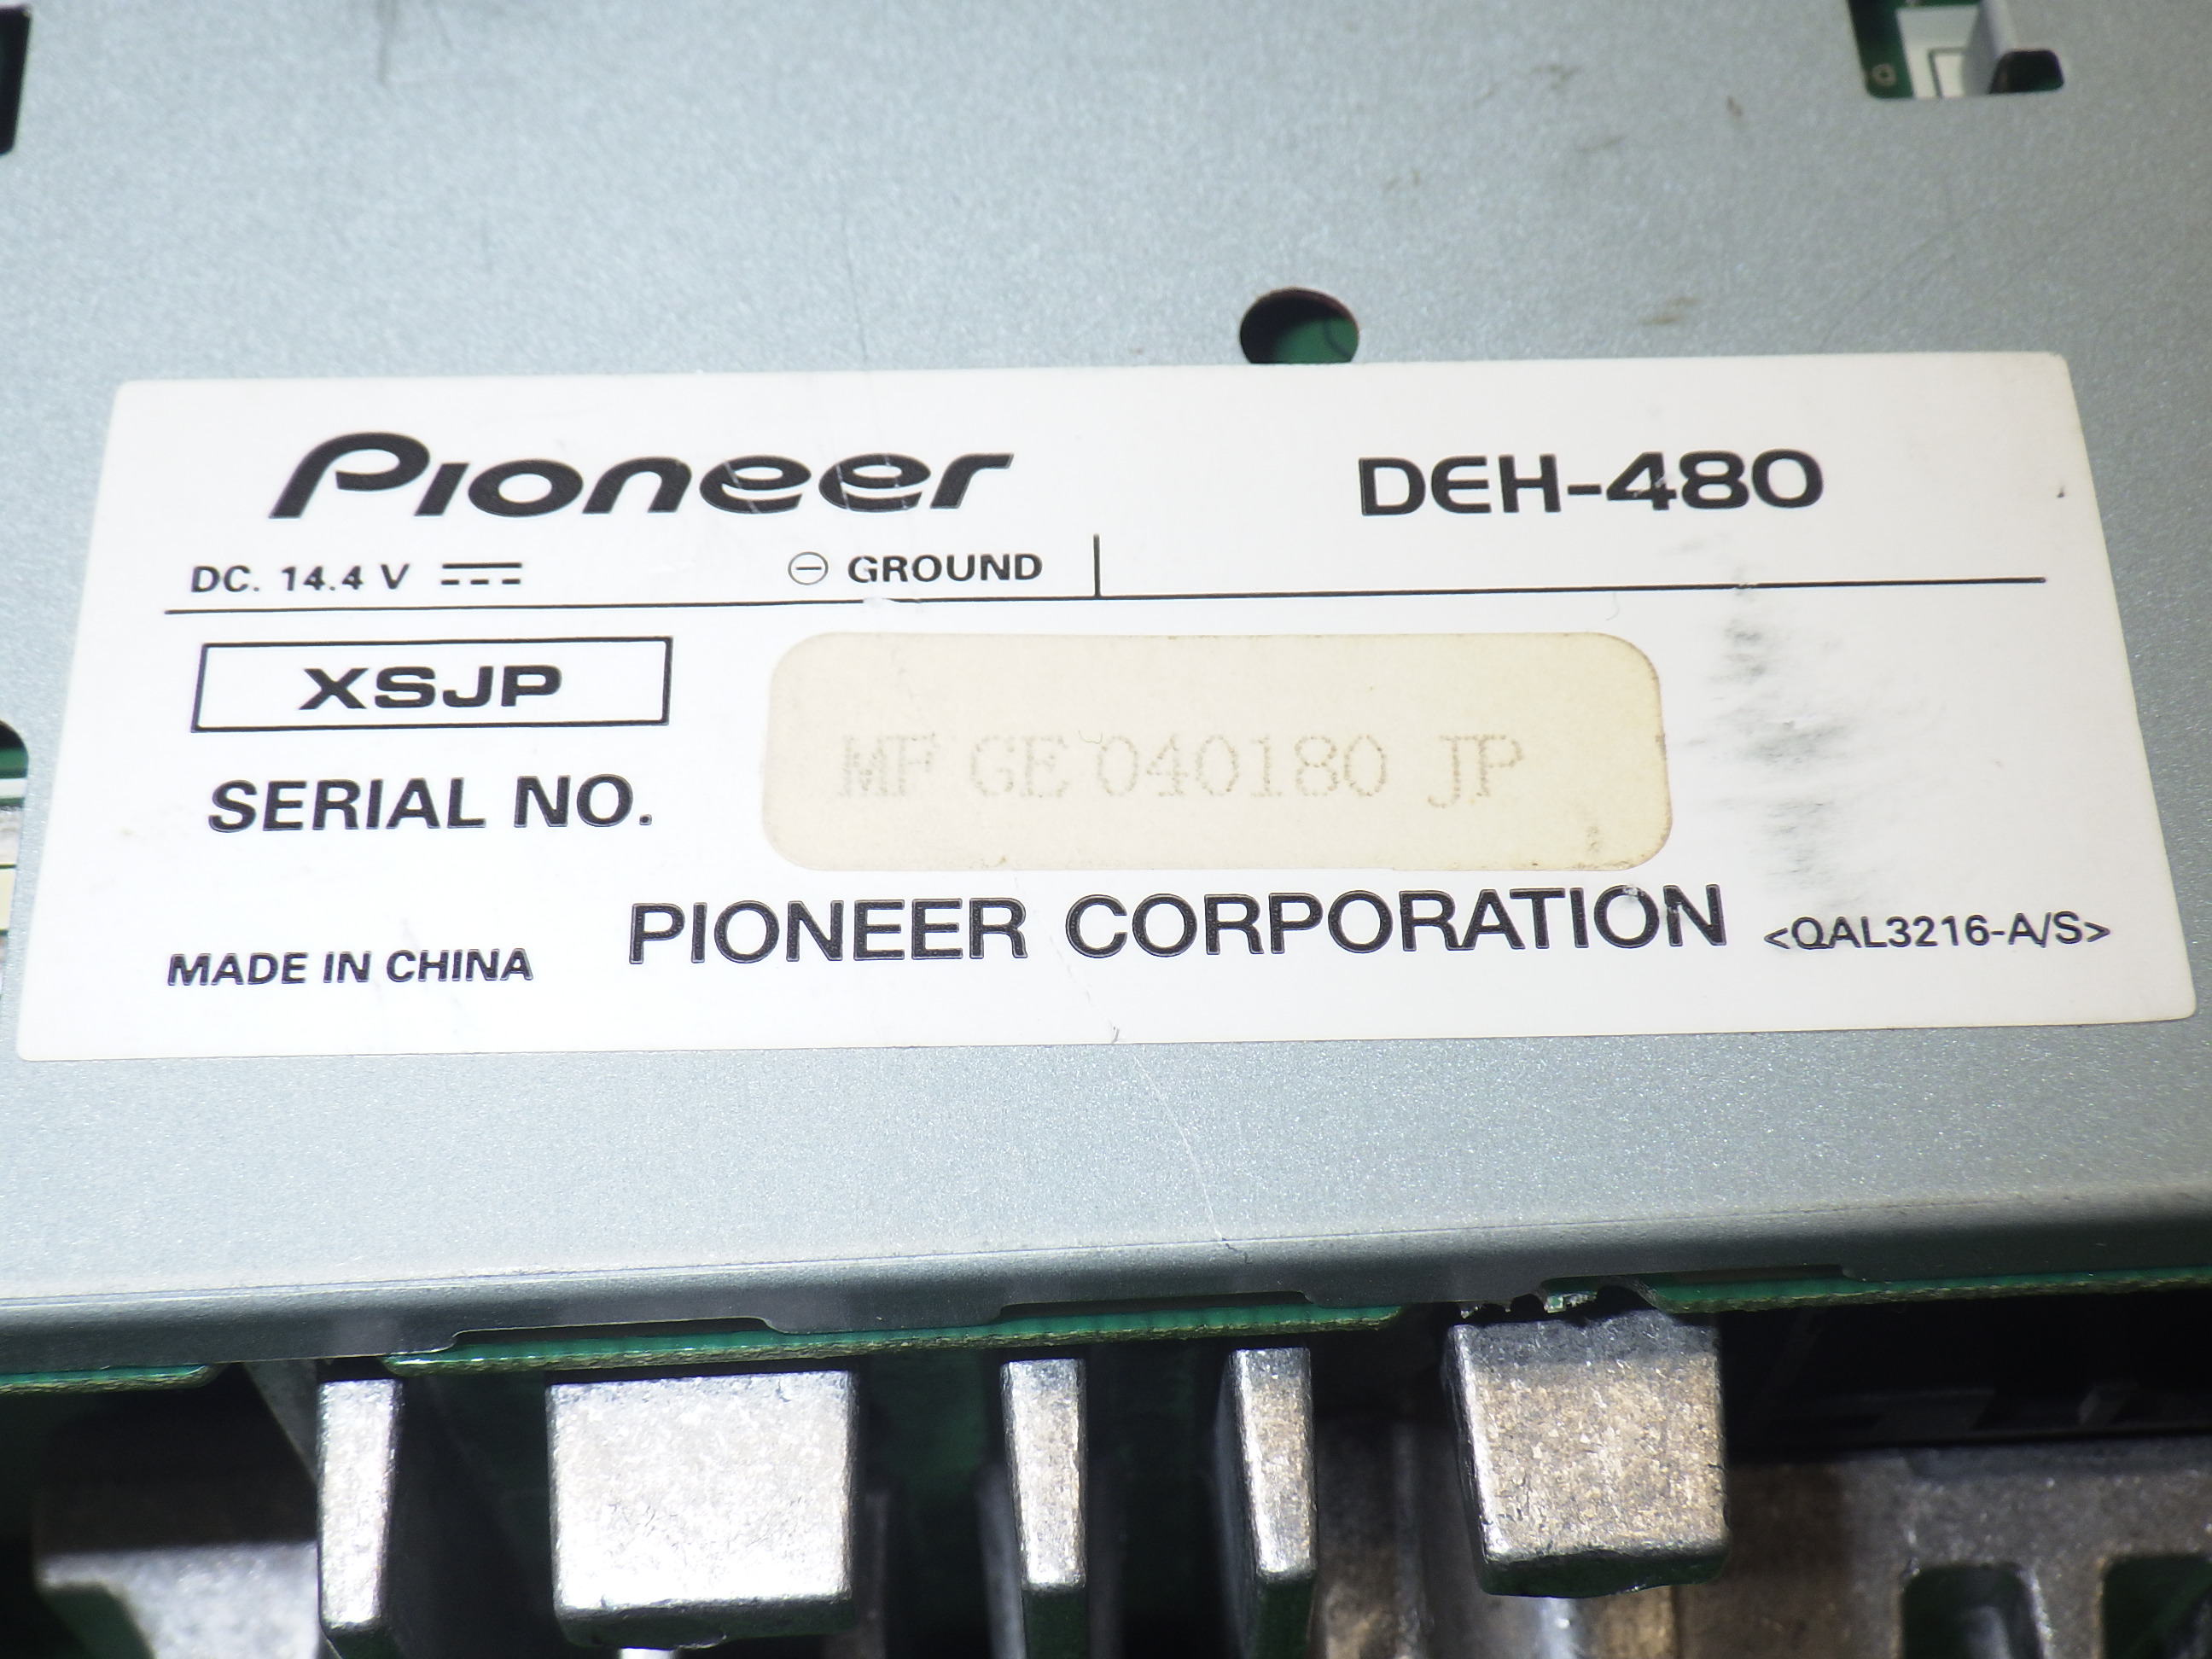 Pioneer DEH-480
DC. 14.4 V ⎓ ⊖ GROUND
XSJP
SERIAL NO. MF GE 040180 JP
MADE IN CHINA PIONEER CORPORATION <QAL3216-A/S>